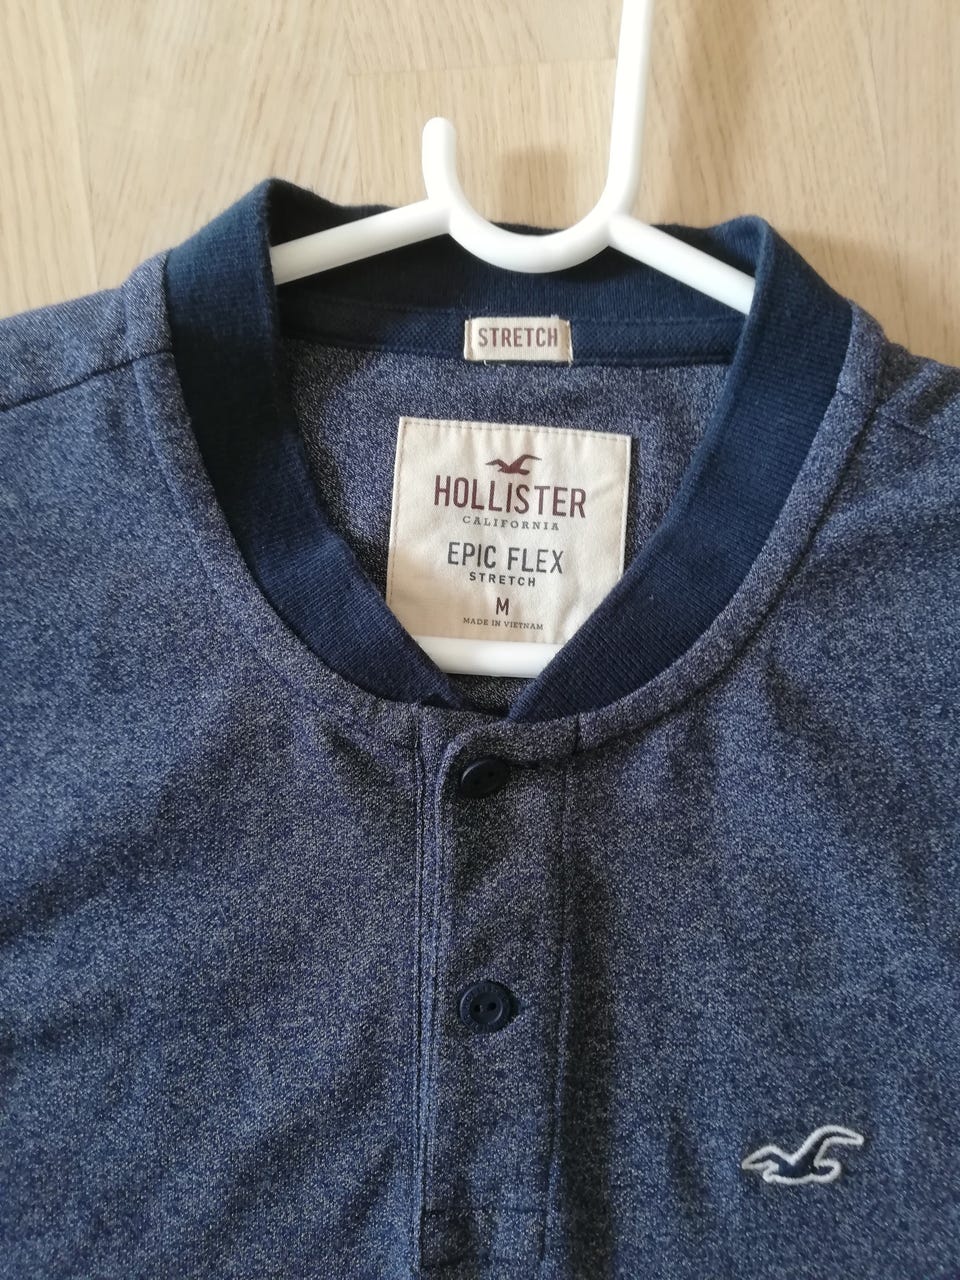 STRETCH
HOLLISTER
CALIFORNIA
EPIC FLEX
STRETCH
M
MADE IN VIETNAM